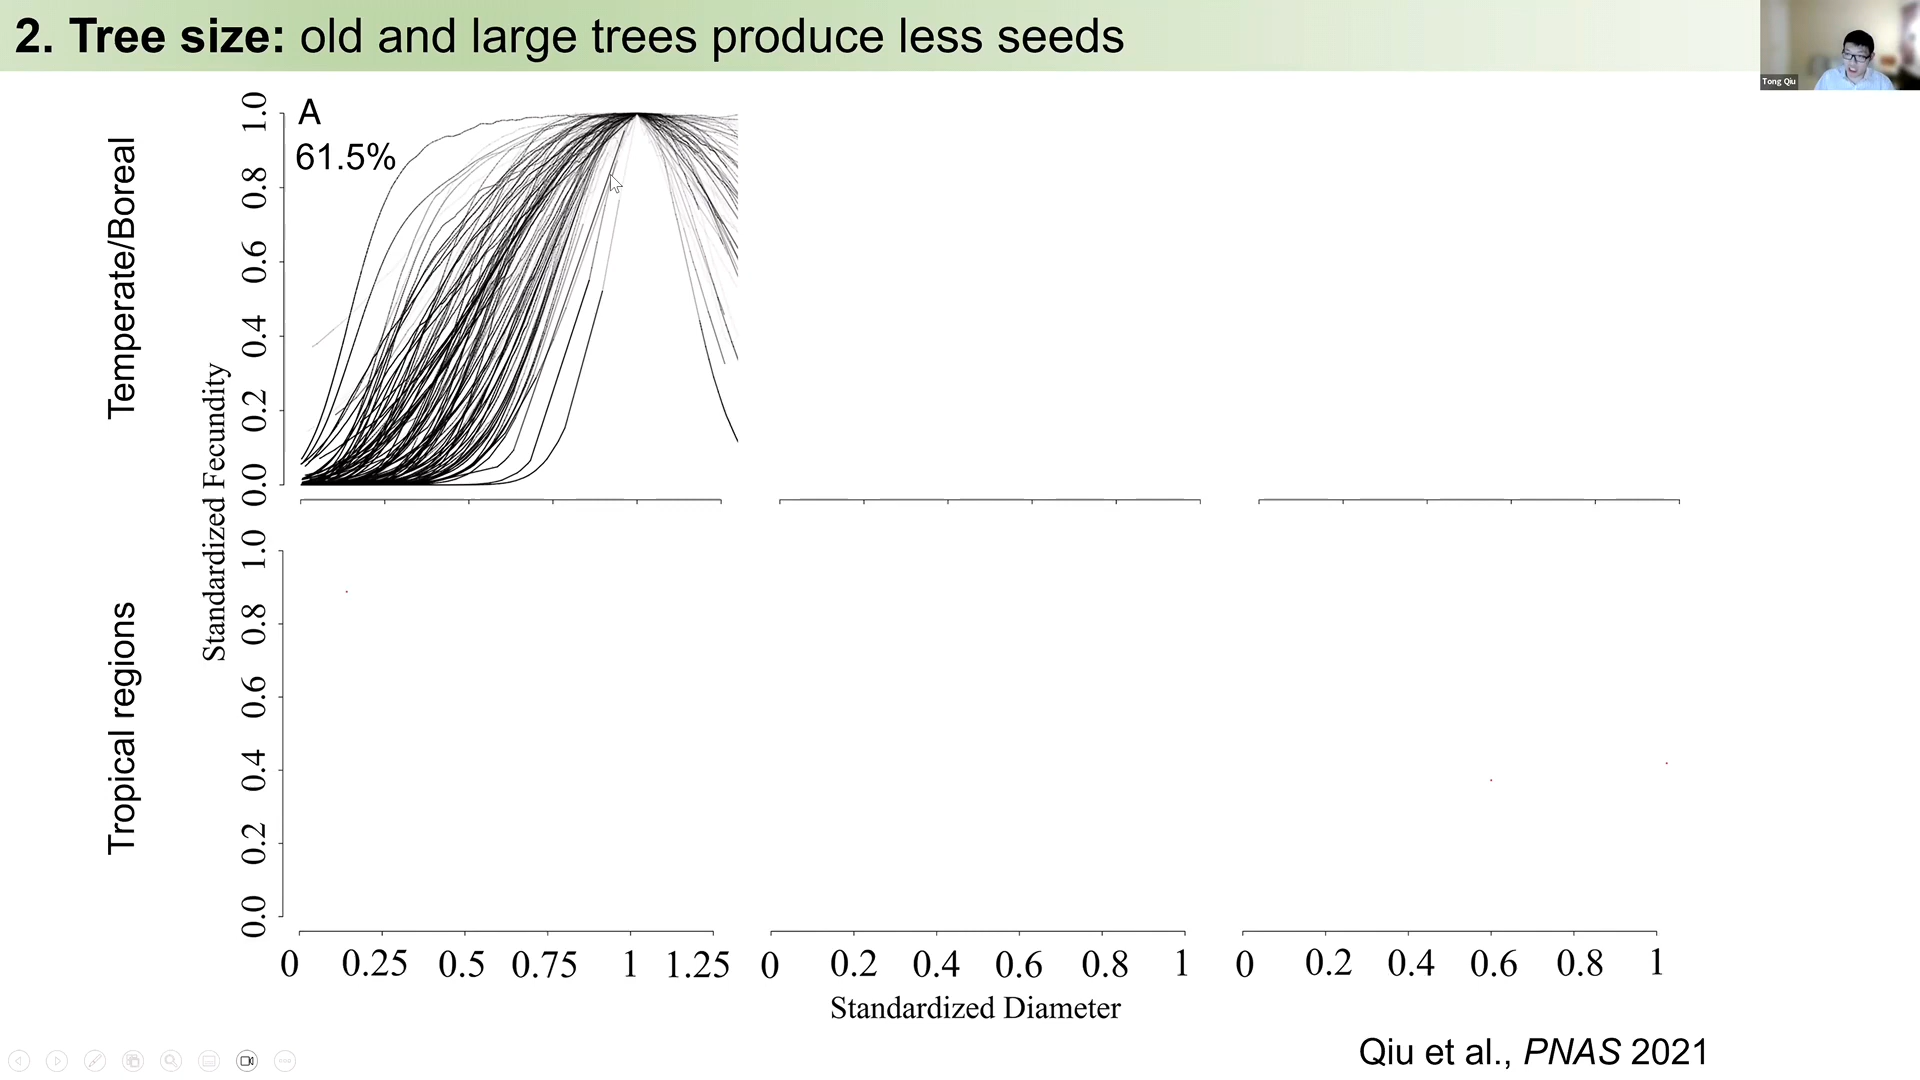 2. Tree size: old and large trees produce less seeds
Tong Qiu
Temperate/Boreal
Tropical regions
Standardized Fecundity
A
61.5%
1.0
0.8
0.6
0.4
0.2
0.0
1.0
0.8
0.6
0.4
0.2
0.0
0 0.25 0.5 0.75 1 1.25
0 0.2 0.4 0.6 0.8 1
0 0.2 0.4 0.6 0.8 1
Standardized Diameter
Qiu et al., PNAS 2021